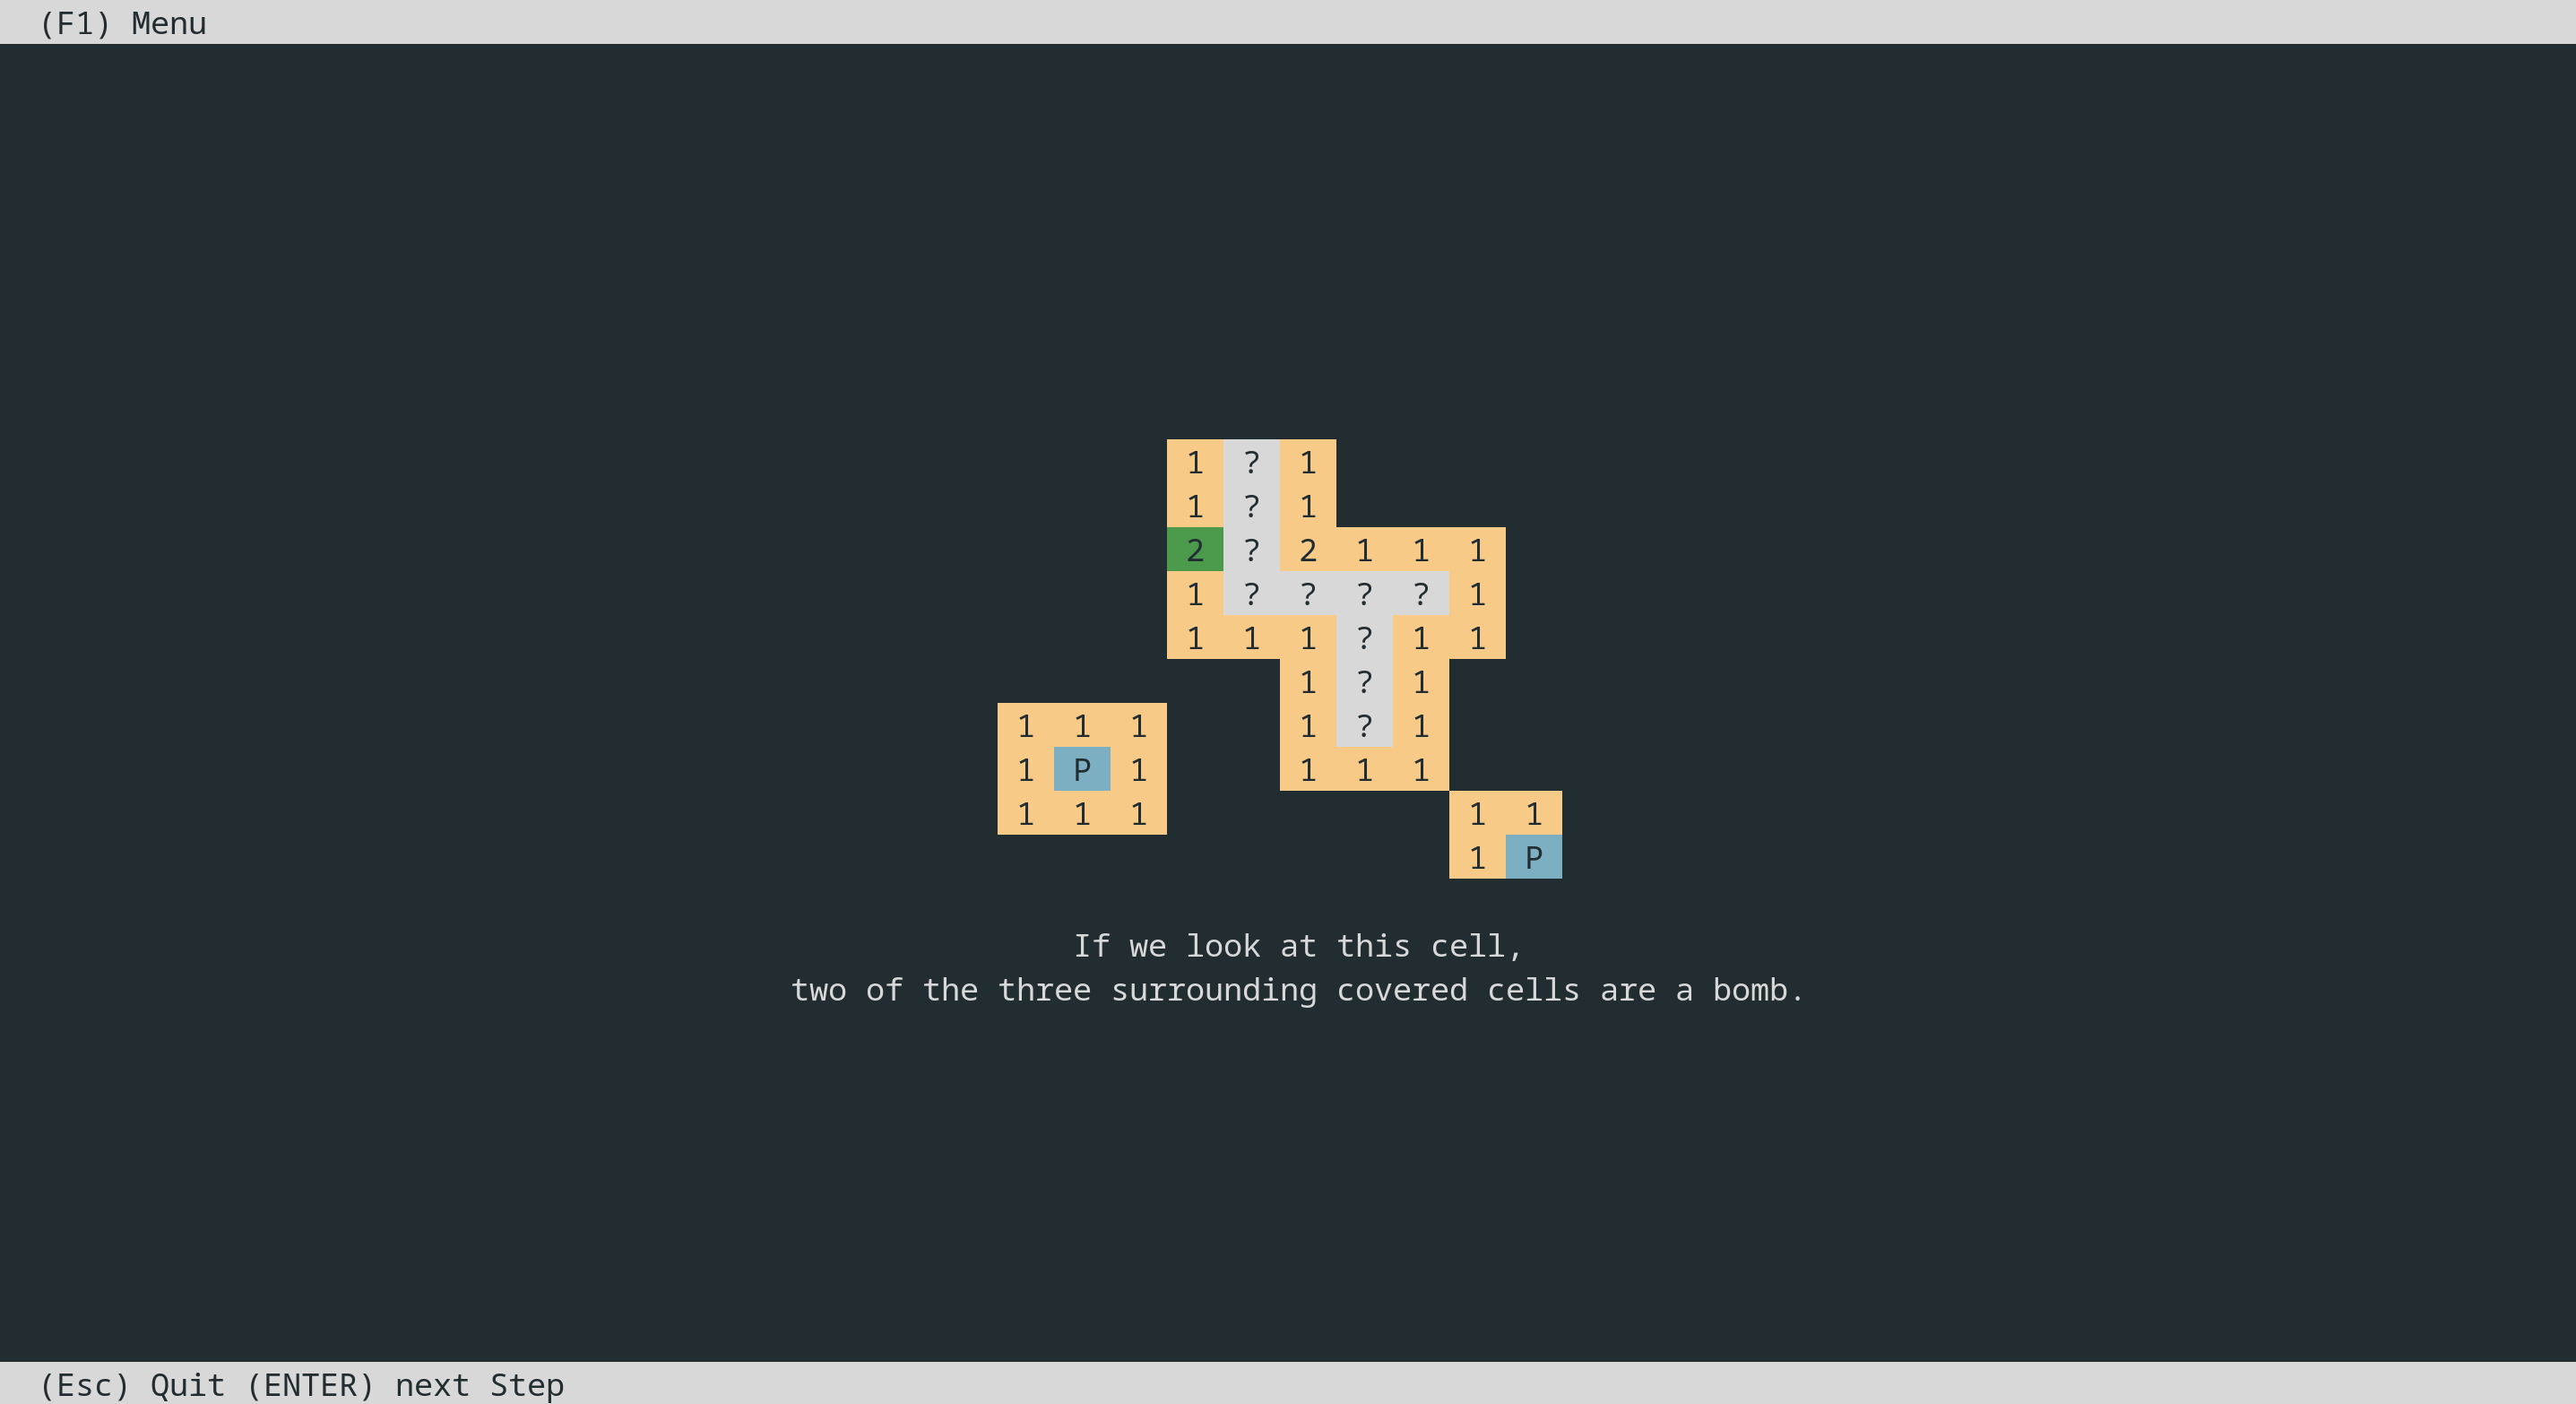 (F1) Menu
1 ? 1
1 ? 1
2 ? 2 1 1 1
1 ? ? ? ? 1
1 1 1 ? 1 1
1 ? 1
1 1 1 1 ? 1
1 P 1 1 1 1
1 1 1 1 1
1 P
If we look at this cell,
two of the three surrounding covered cells are a bomb.
(Esc) Quit (ENTER) next Step